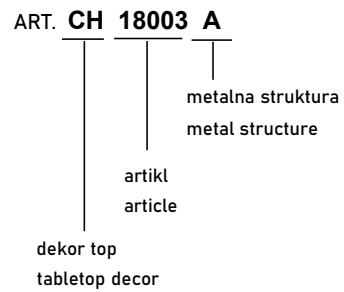 ART. CH 18003 A
metalna struktura
metal structure
artikl
article
dekor top
tabletop decor